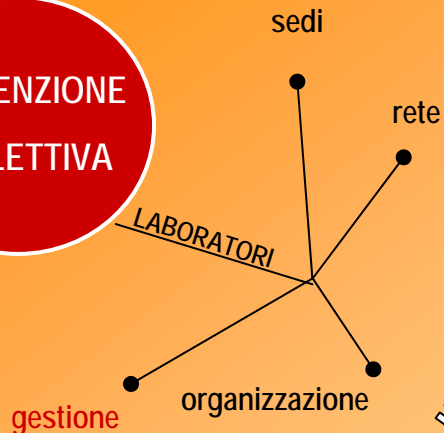 sedi
rete
ENZIONE
LETTIVA
LABORATORI
organizzazione
gestione